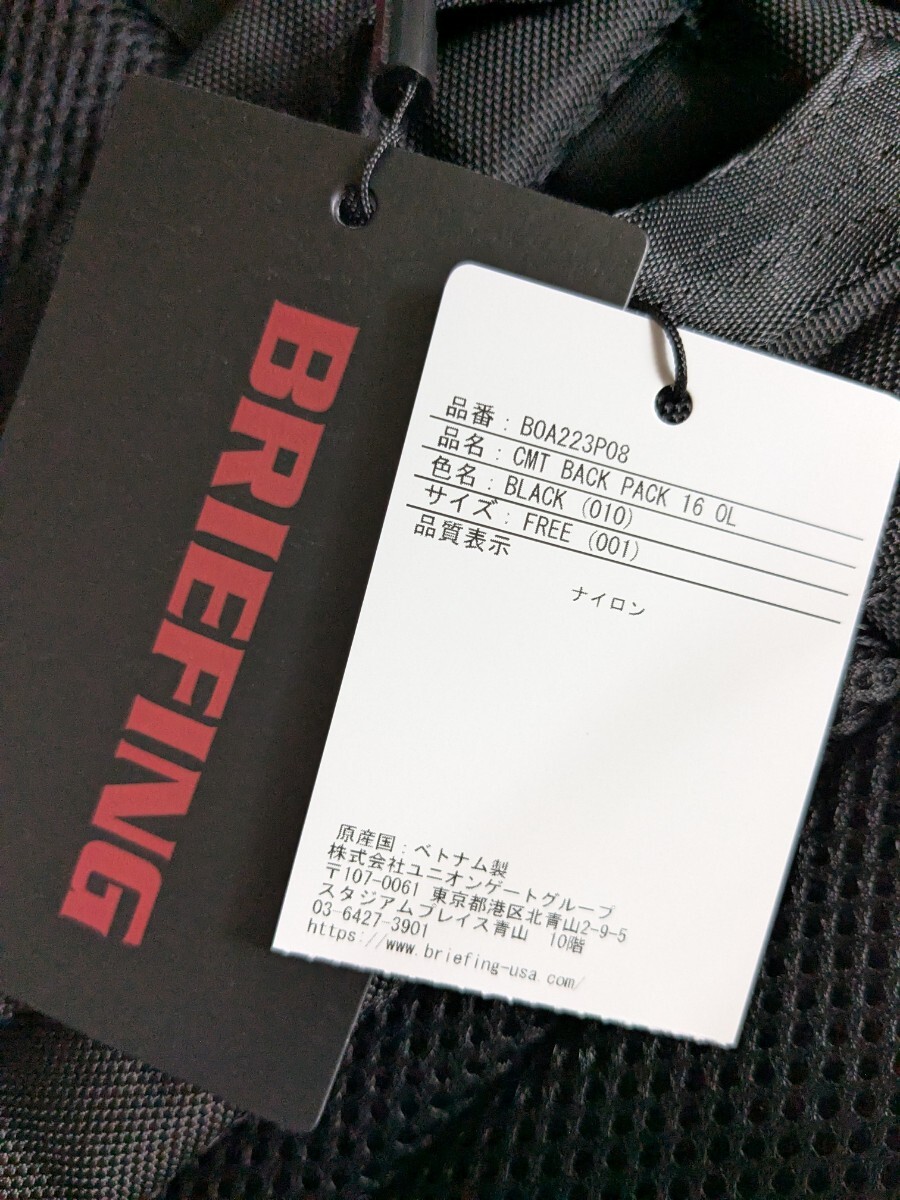 BRIEFING
品番：BOA223P08
品名：CMT BACK PACK 16 OL
色名：BLACK (010)
サイズ：FREE (001)
品質表示
ナイロン
原産国：ベトナム製
株式会社ユニオンゲートグループ
〒107-0061 東京都港区北青山2-9-5
スタジアムプレイス青山 10階
03-6427-3901
https://www.briefing-usa.com/